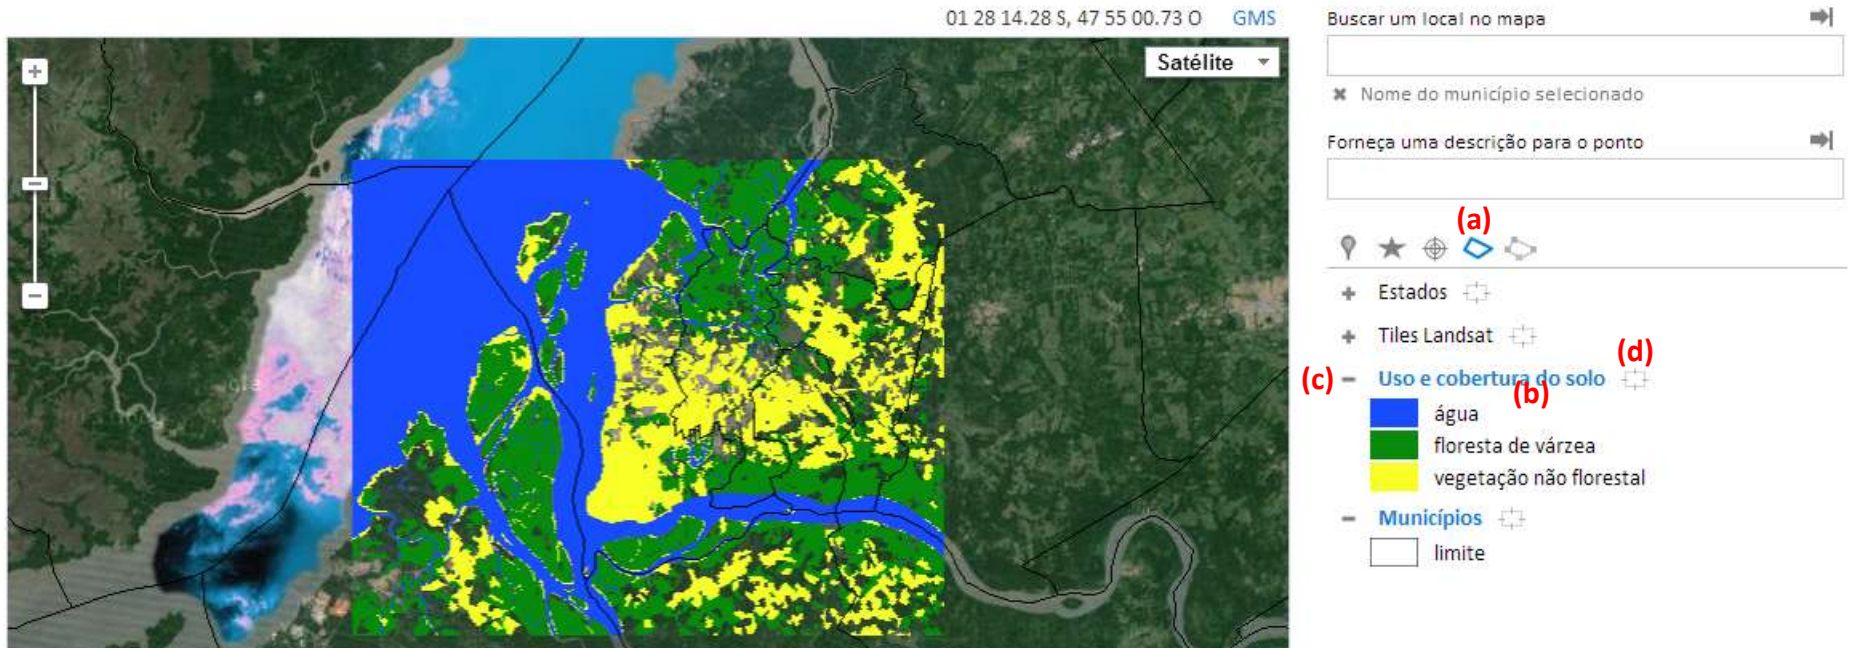 01 28 14.28 S, 47 55 00.73 O GMS
Satélite
Buscar um local no mapa
Nome do município selecionado
Forneça uma descrição para o ponto
(a)
Estados
Tiles Landsat
(d)
(c) Uso e cobertura do solo
(b)
água
floresta de várzea
vegetação não florestal
Municípios
limite